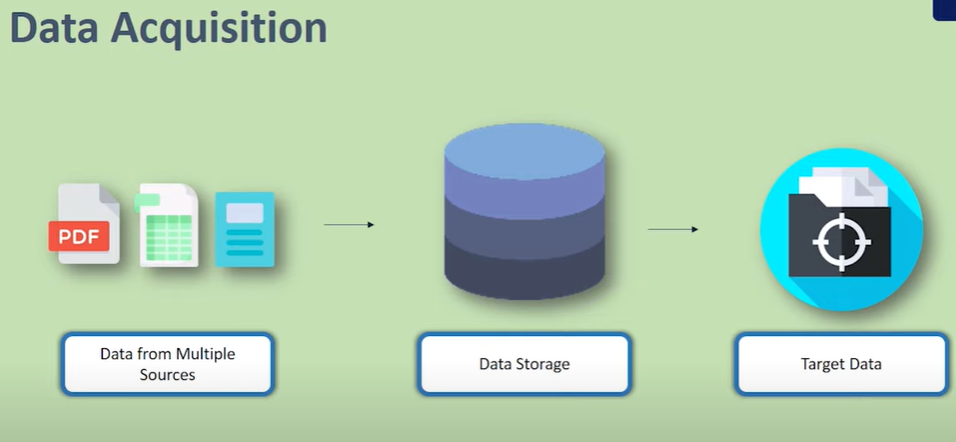 Data Acquisition
PDF
Data from Multiple
Sources
Data Storage
Target Data